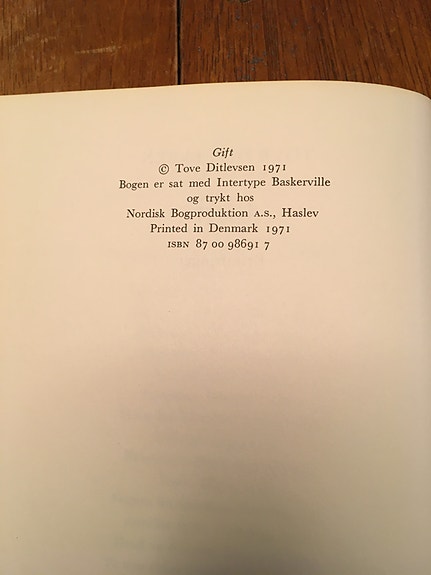 Gift
© Tove Ditlevsen 1971
Bogen er sat med Intertype Baskerville
og trykt hos
Nordisk Bogproduktion A.S., Haslev
Printed in Denmark 1971
ISBN 87 00 98691 7